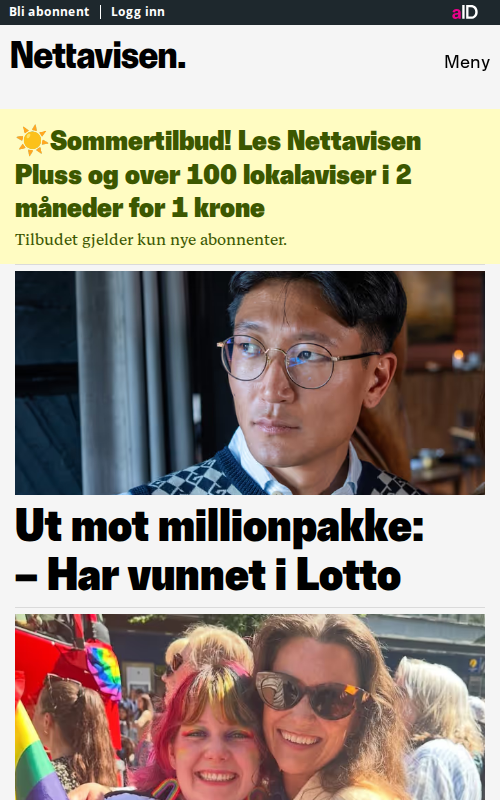 Bli abonnent | Logg inn
aID
Nettavisen.
Meny
☀️Sommertilbud! Les Nettavisen
Pluss og over 100 lokalaviser i 2
måneder for 1 krone
Tilbudet gjelder kun nye abonnenter.
Ut mot millionpakke:
– Har vunnet i Lotto